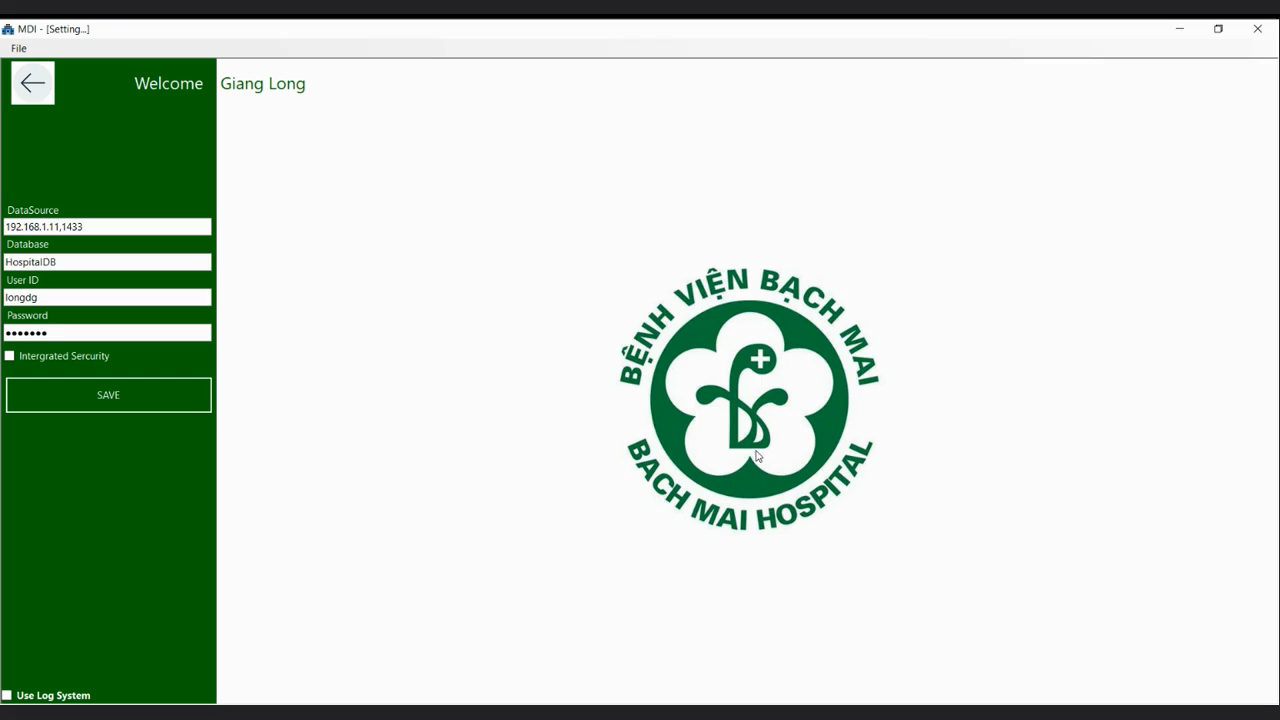 MDI - [Setting...]
File
Welcome Giang Long
DataSource
192.168.1.11,1433
Database
HospitalDB
User ID
longdg
Password
•••••••
Intergrated Sercurity
SAVE
BỆNH VIỆN BẠCH MAI
BACH MAI HOSPITAL
Use Log System